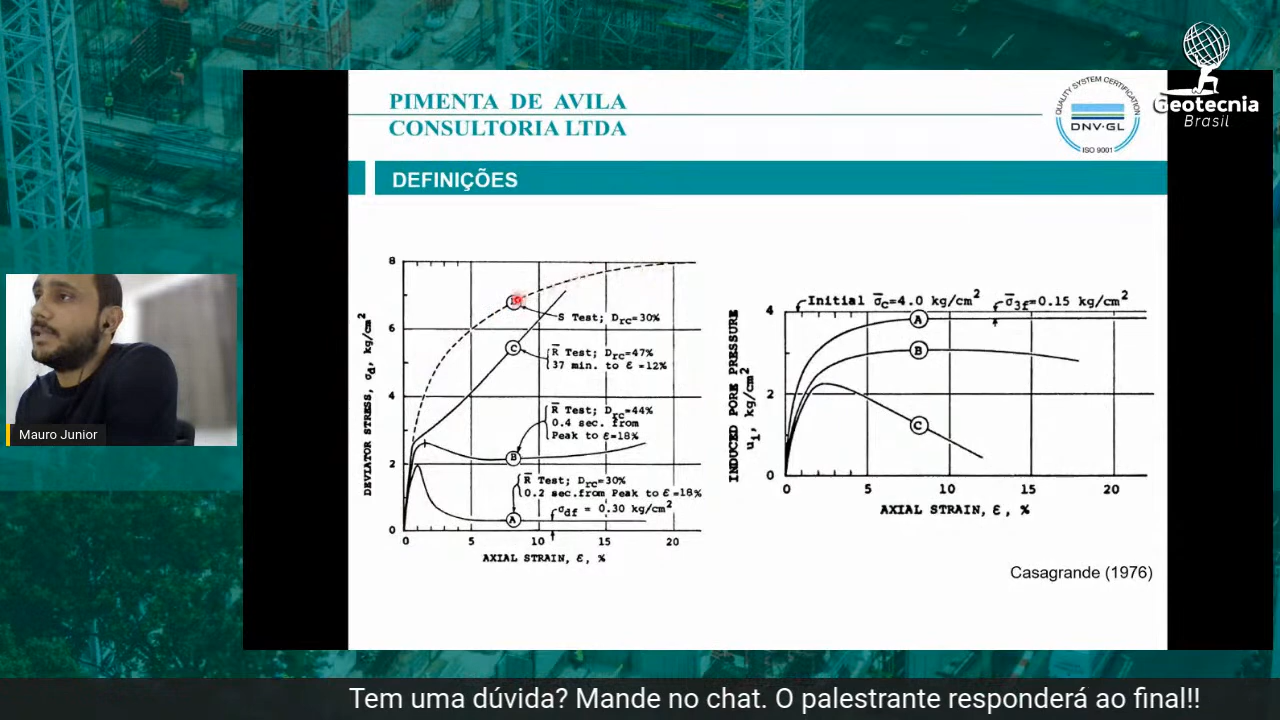 Geotecnia
Brasil
PIMENTA DE AVILA
CONSULTORIA LTDA
QUALITY SYSTEM CERTIFICATION
DNV·GL
ISO 9001
DEFINIÇÕES
DEVIATOR STRESS, σd, kg/cm²
8
6
4
2
0
S Test; Drc=30%
C
R̄ Test; Drc=47%
37 min. to ε =12%
R̄ Test; Drc=44%
0.4 sec. from
Peak to ε=18%
B
R̄ Test; Drc=30%
0.2 sec.from Peak to ε=18%
σdf = 0.30 kg/cm²
A
0 5 10 15 20
AXIAL STRAIN, ε, %
INDUCED PORE PRESSURE
ui, kg/cm²
Initial σ̄c=4.0 kg/cm²
σ̄3f=0.15 kg/cm²
4
2
0
A
B
C
0 5 10 15 20
AXIAL STRAIN, ε, %
Casagrande (1976)
Mauro Junior
Tem uma dúvida? Mande no chat. O palestrante responderá ao final!!